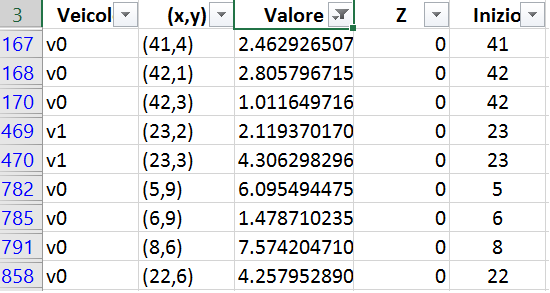 3 Veicol (x,y) Valore Z Inizio
167 v0 (41,4) 2.462926507 0 41
168 v0 (42,1) 2.805796715 0 42
170 v0 (42,3) 1.011649716 0 42
469 v1 (23,2) 2.119370170 0 23
470 v1 (23,3) 4.306298296 0 23
782 v0 (5,9) 6.095494475 0 5
785 v0 (6,9) 1.478710235 0 6
791 v0 (8,6) 7.574204710 0 8
858 v0 (22,6) 4.257952890 0 22